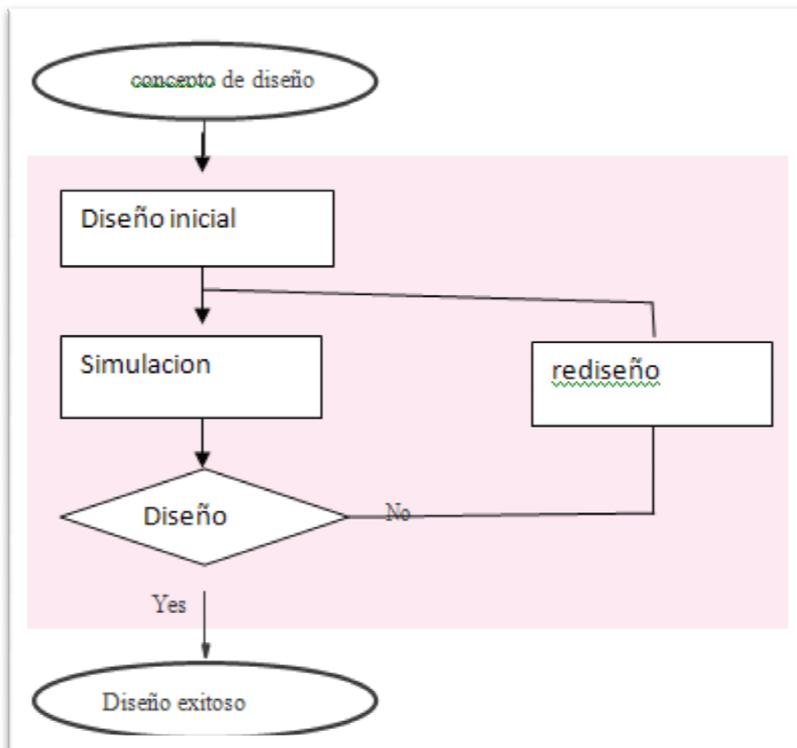 concepto de diseño
Diseño inicial
Simulacion
rediseño
Diseño
No
Yes
Diseño exitoso